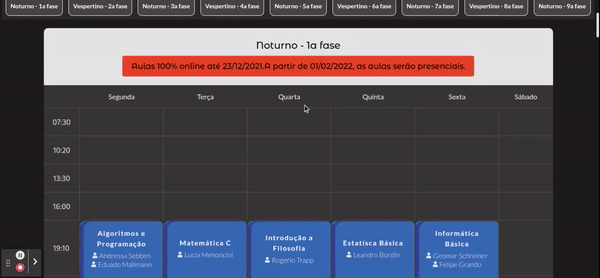 Noturno - 1a fase Vespertino - 2a fase Noturno - 3a fase Vespertino - 4a fase Noturno - 5a fase Vespertino - 6a fase Noturno - 7a fase Vespertino - 8a fase Noturno - 9a fase
Noturno - 1a fase
Aulas 100% online até 23/12/2021.A partir de 01/02/2022, as aulas serão presenciais.
Segunda Terça Quarta Quinta Sexta Sábado
07:30
10:20
13:30
16:00
19:10
Algoritmos e
Programação
Andressa Sebben
Eduado Mallmann
Matemática C
Lucia Menoncini
Introdução a
Filosofia
Rogerio Trapp
Estatísca Básica
Leandro Bordin
Informática
Básica
Geomar Schreiner
Felipe Grando